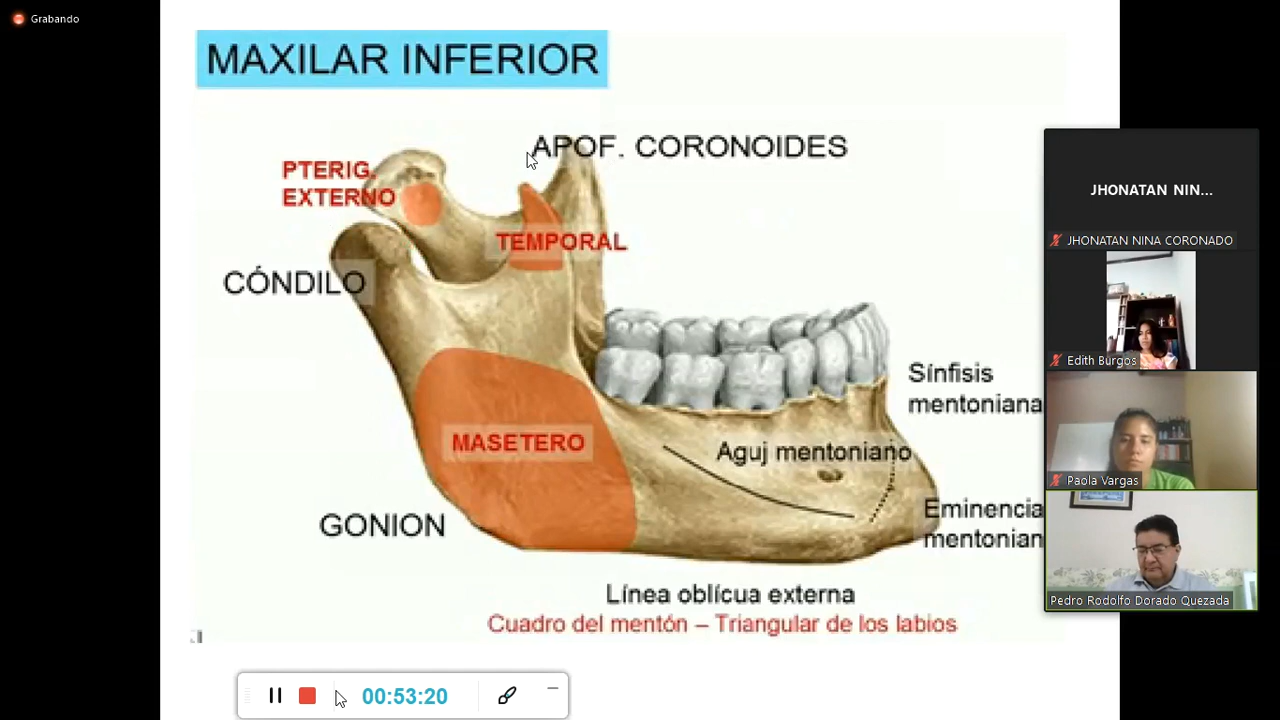 Grabando
MAXILAR INFERIOR
APOF. CORONOIDES
PTERIG.
EXTERNO
TEMPORAL
CÓNDILO
Sínfisis
mentoniana
MASETERO
Aguj mentoniano
GONION
Eminencia
mentonian
Línea oblícua externa
Cuadro del mentón – Triangular de los labios
JHONATAN NIN...
JHONATAN NINA CORONADO
Edith Burgos
Paola Vargas
Pedro Rodolfo Dorado Quezada
00:53:20